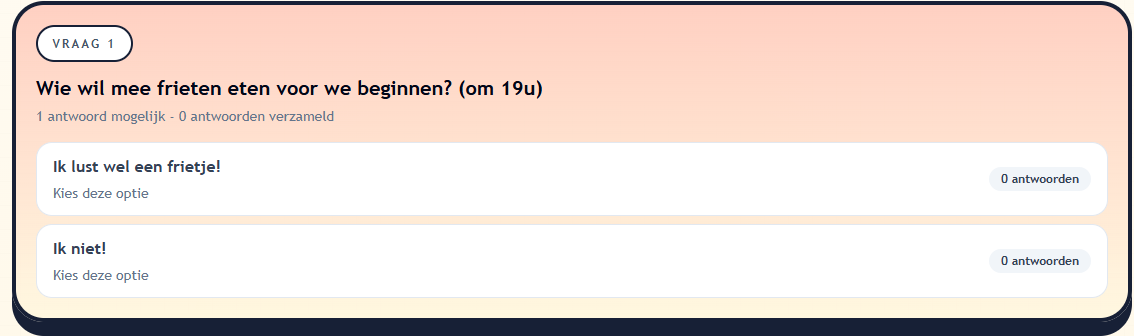 VRAAG 1
Wie wil mee frieten eten voor we beginnen? (om 19u)
1 antwoord mogelijk - 0 antwoorden verzameld
Ik lust wel een frietje!
0 antwoorden
Kies deze optie
Ik niet!
0 antwoorden
Kies deze optie